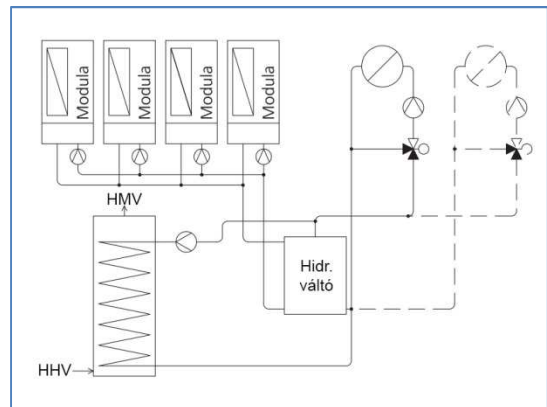 Modula
Modula
Modula
Modula
HMV
Hidr.
váltó
HHV